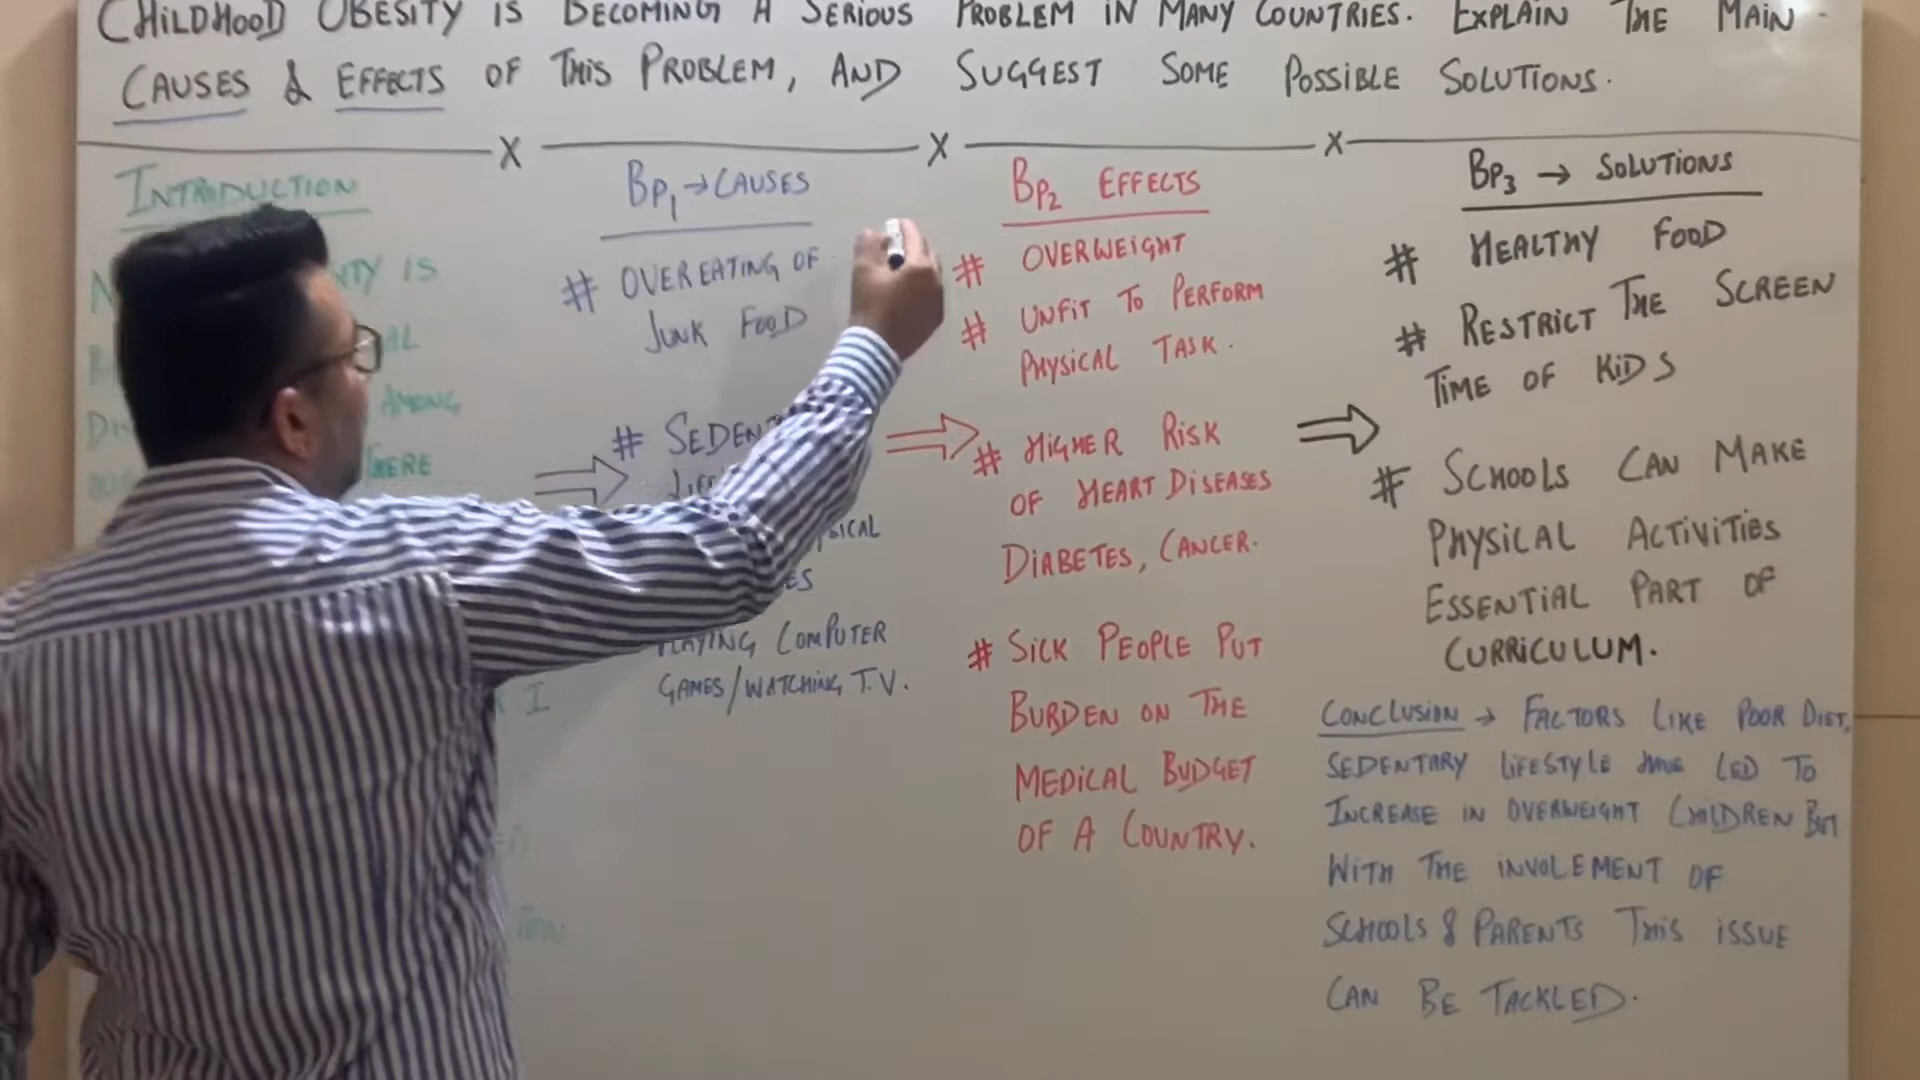 CHILDHOOD OBESITY IS BECOMING A SERIOUS PROBLEM IN MANY COUNTRIES. EXPLAIN THE MAIN
CAUSES & EFFECTS OF THIS PROBLEM, AND SUGGEST SOME POSSIBLE SOLUTIONS.
X X X
INTRODUCTION
IS
AMONG
THERE
I
BP1 → CAUSES
# OVEREATING OF
JUNK FOOD
#
PLAYING COMPUTER
GAMES/WATCHING T.V.
BP2 EFFECTS
# OVERWEIGHT
# UNFIT TO PERFORM
PHYSICAL TASK.
# HIGHER RISK
OF HEART DISEASES
DIABETES, CANCER.
# SICK PEOPLE PUT
BURDEN ON THE
MEDICAL BUDGET
OF A COUNTRY.
BP3 → SOLUTIONS
# HEALTHY FOOD
# RESTRICT THE SCREEN
TIME OF KIDS
# SCHOOLS CAN MAKE
PHYSICAL ACTIVITIES
ESSENTIAL PART OF
CURRICULUM.
CONCLUSION → FACTORS LIKE POOR DIET,
SEDENTARY LIFESTYLE HAVE LED TO
INCREASE IN OVERWEIGHT CHILDREN BUT
WITH THE INVOLEMENT OF
SCHOOLS & PARENTS THIS ISSUE
CAN BE TACKLED.